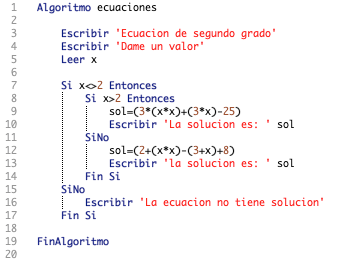 1 Algoritmo ecuaciones
2
3 Escribir 'Ecuacion de segundo grado'
4 Escribir 'Dame un valor'
5 Leer x
6
7 Si x<>2 Entonces
8 Si x>2 Entonces
9 sol=(3*(x*x)+(3*x)-25)
10 Escribir 'La solucion es: ' sol
11 SiNo
12 sol=(2+(x*x)-(3+x)+8)
13 Escribir 'la solucion es: ' sol
14 Fin Si
15 SiNo
16 Escribir 'La ecuacion no tiene solucion'
17 Fin Si
18
19 FinAlgoritmo
20